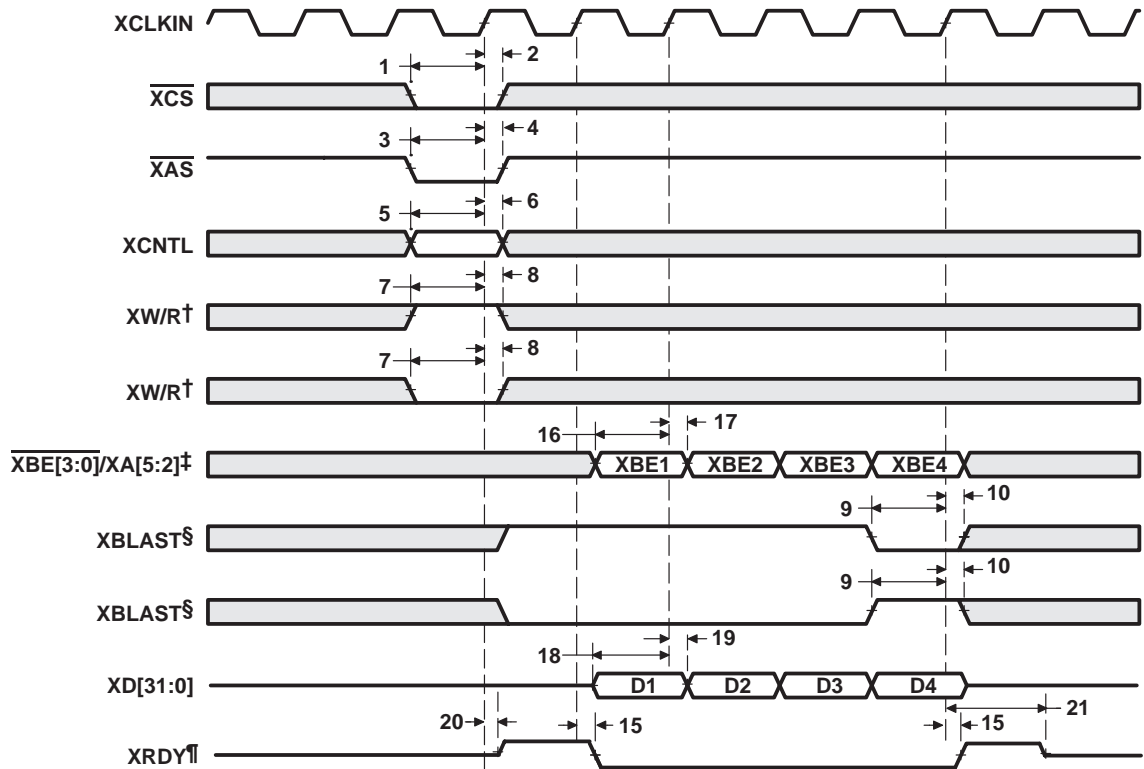 XCLKIN
1
2
XCS
3
4
XAS
5
6
XCNTL
7
8
XW/R†
7
8
XW/R†
16
17
XBE[3:0]/XA[5:2]‡
XBE1
XBE2
XBE3
XBE4
9
10
XBLAST§
9
10
XBLAST§
18
19
XD[31:0]
D1
D2
D3
D4
20
15
15
21
XRDY¶